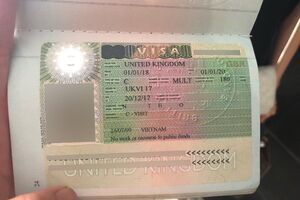 VISA
UNITED KINGDOM
01/01/18 01/01/20
C MULT 180
UKVI 17
20/12/17
N T H O
C - VISIT
VIETNAM
No work or recourse to public funds
UNITED KINGDOM